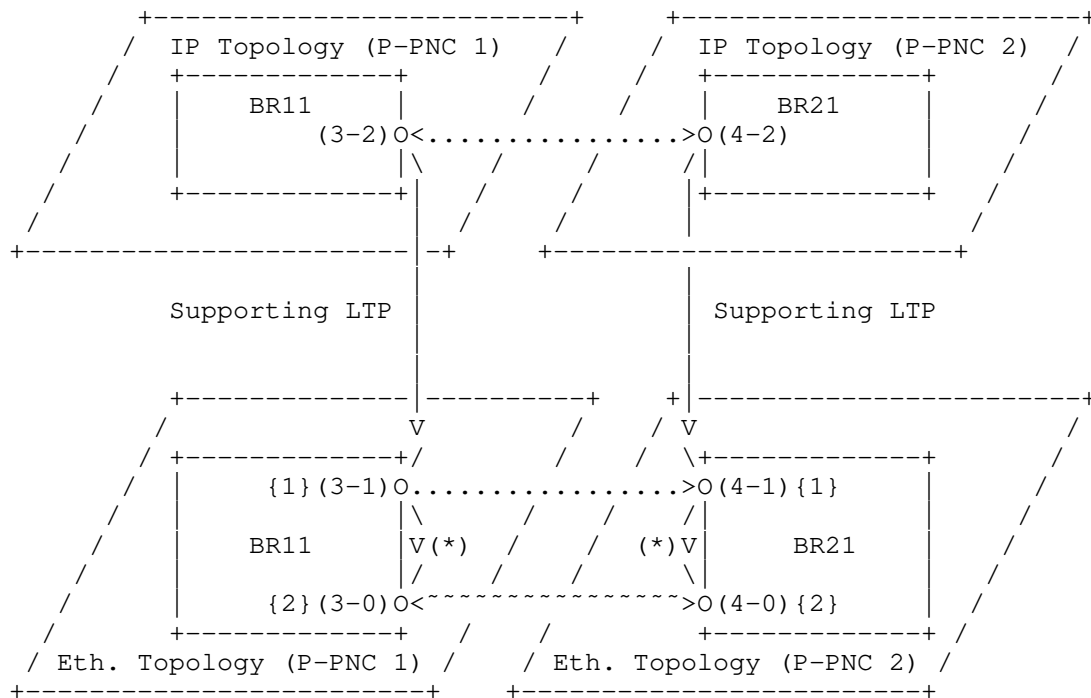 IP Topology (P-PNC 1) IP Topology (P-PNC 2)
BR11 BR21
(3-2)O O(4-2)
Supporting LTP Supporting LTP
V V
{1}(3-1)O O(4-1){1}
BR11 V(*) (*)V BR21
{2}(3-0)O O(4-0){2}
Eth. Topology (P-PNC 1) Eth. Topology (P-PNC 2)